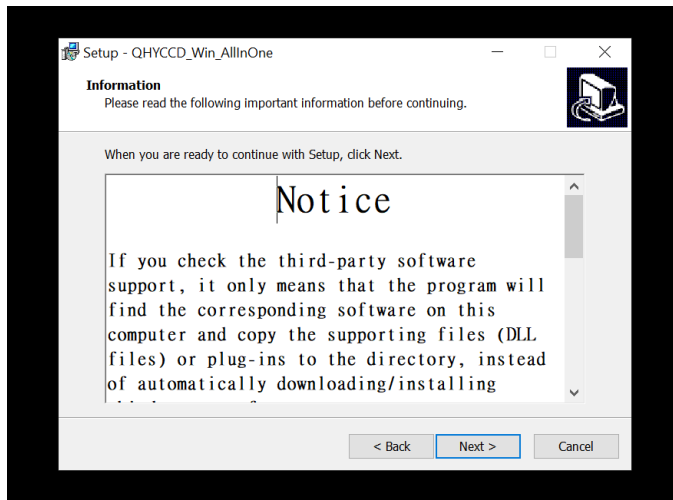 Setup - QHYCCD_Win_AllInOne
Information
Please read the following important information before continuing.
When you are ready to continue with Setup, click Next.
Notice
If you check the third-party software
support, it only means that the program will
find the corresponding software on this
computer and copy the supporting files (DLL
files) or plug-ins to the directory, instead
of automatically downloading/installing
< Back
Next >
Cancel